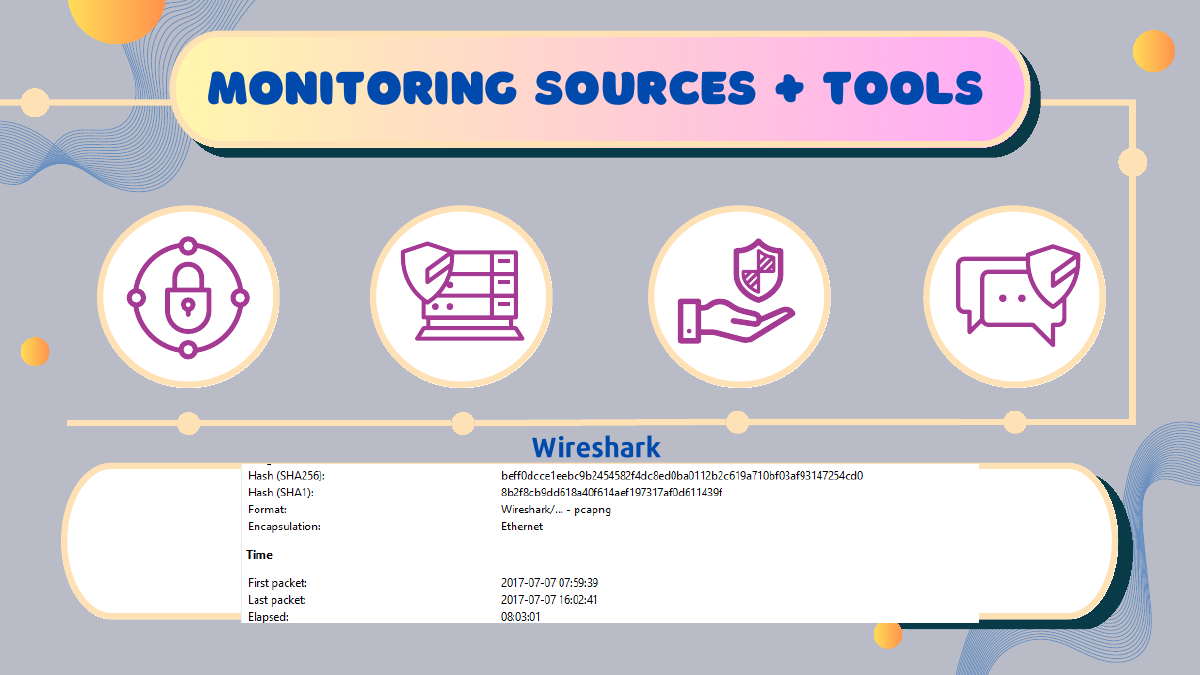 MONITORING SOURCES + TOOLS
Wireshark
Hash (SHA256): beff0dcce1eebc9b2454582f4dc8ed0ba0112b2c619a710bf03af93147254cd0
Hash (SHA1): 8b2f8cb9dd618a40f614aef197317af0d611439f
Format: Wireshark/... - pcapng
Encapsulation: Ethernet
Time
First packet: 2017-07-07 07:59:39
Last packet: 2017-07-07 16:02:41
Elapsed: 08:03:01